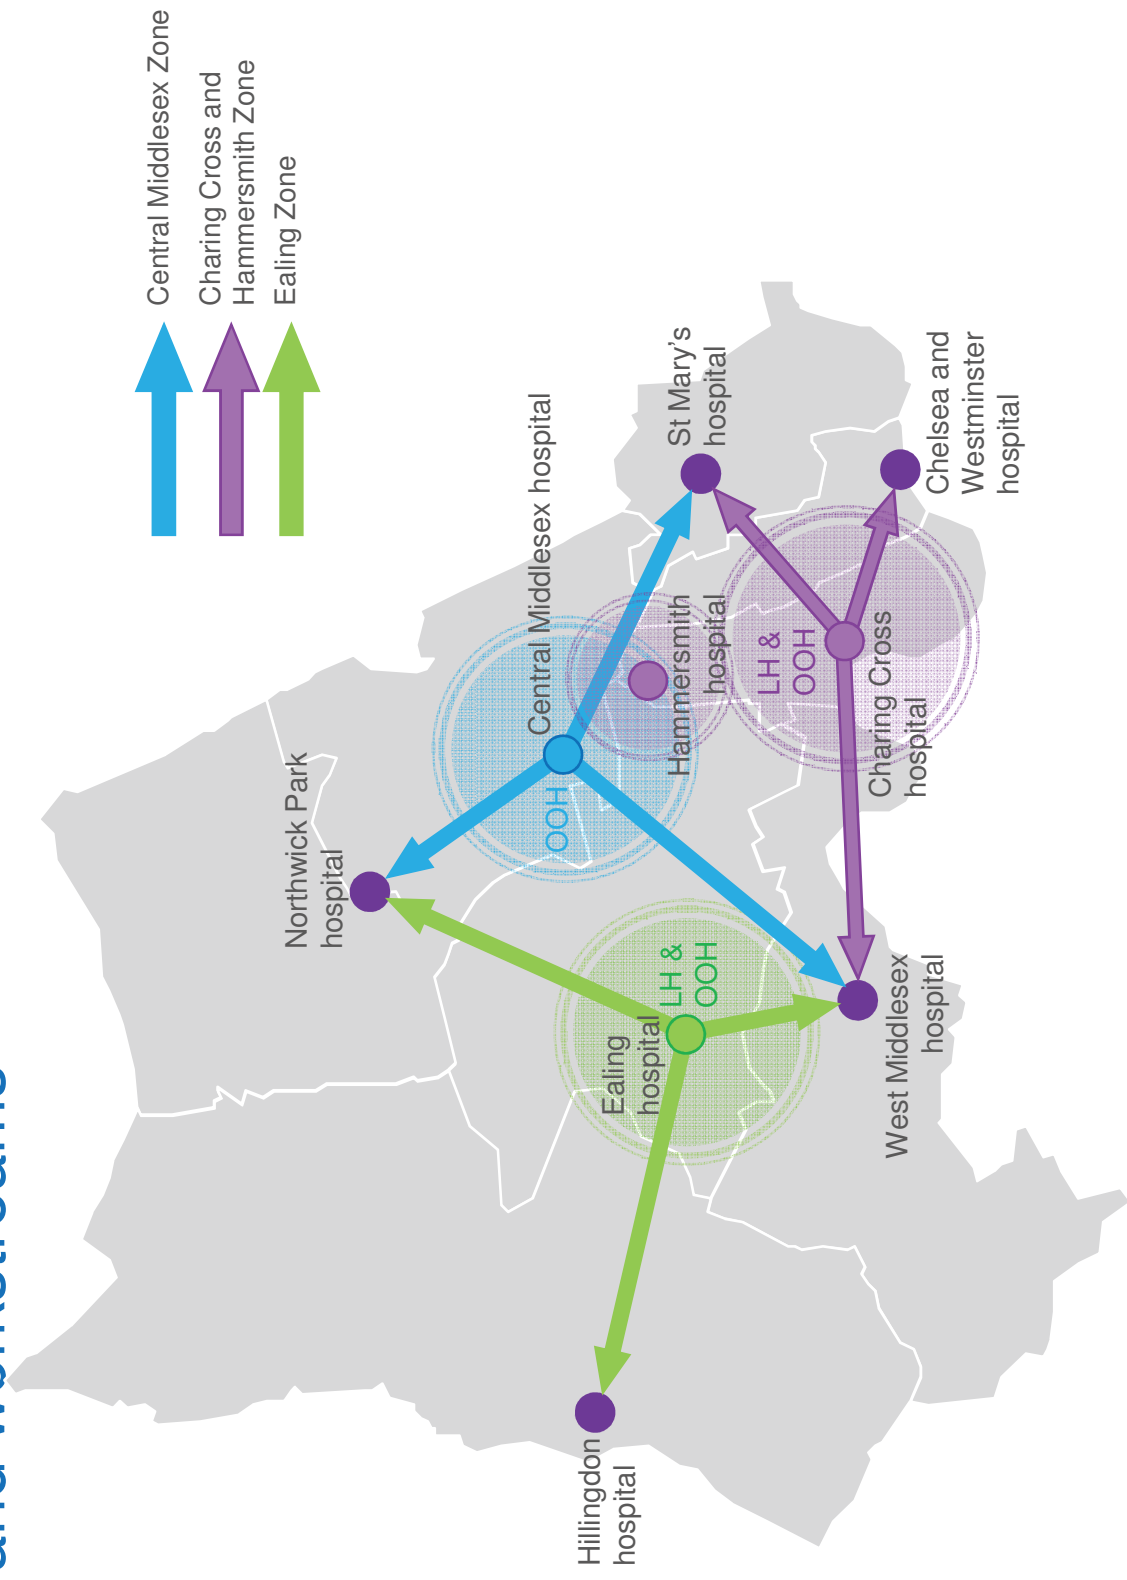 and workstreams
Central Middlesex Zone
Charing Cross and
Hammersmith Zone
Ealing Zone
Northwick Park
hospital
Central Middlesex hospital
OOH
Hillingdon
hospital
Ealing
hospital
LH &
OOH
Hammersmith
hospital
St Mary's
hospital
LH &
OOH
Charing Cross
hospital
West Middlesex
hospital
Chelsea and
Westminster
hospital